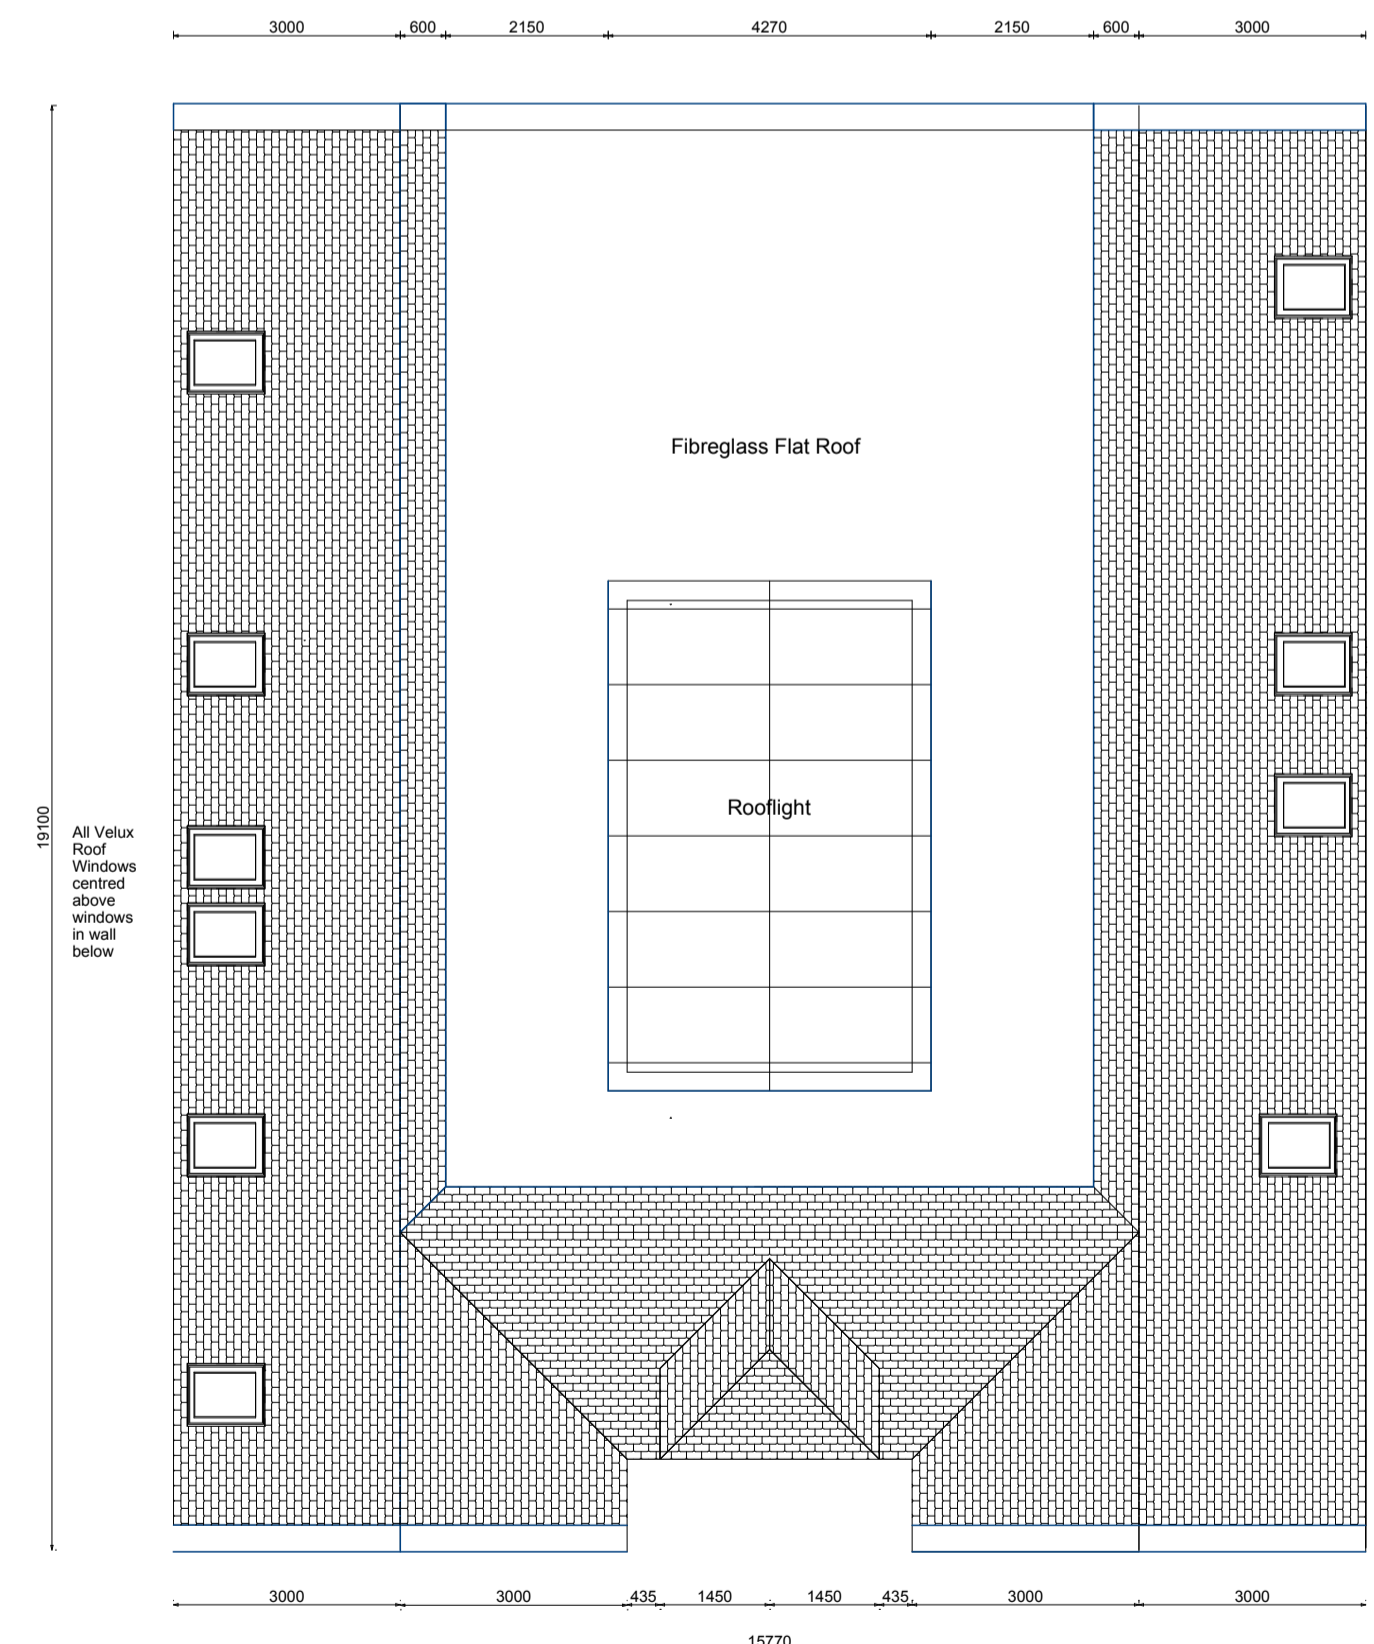 3000 600 2150 4270 2150 600 3000
Fibreglass Flat Roof
Rooflight
19100
All Velux
Roof
Windows
centred
above
windows
in wall
below
3000 3000 435 1450 1450 435 3000 3000
15770